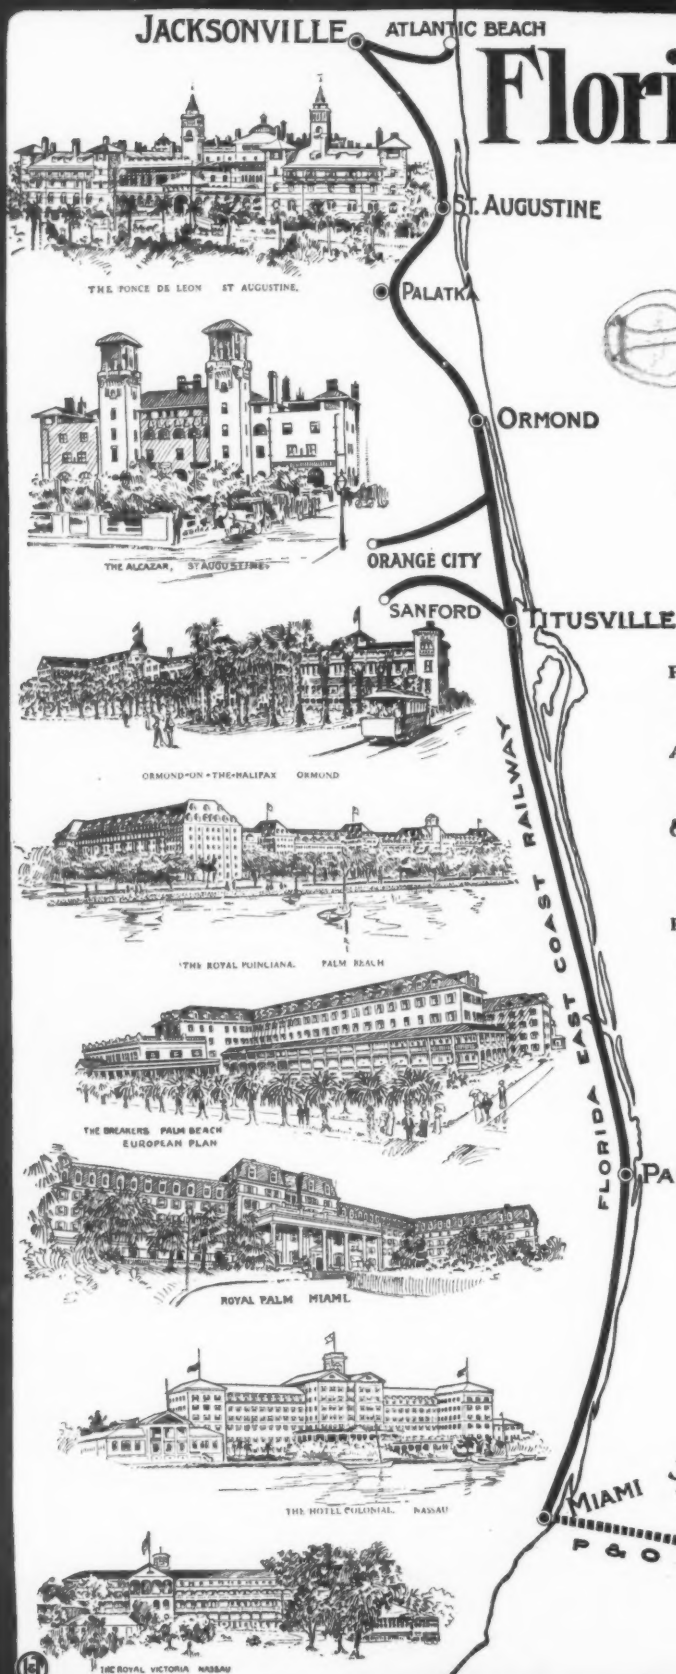 JACKSONVILLE
ATLANTIC BEACH
Flori
THE PONCE DE LEON ST AUGUSTINE.
ST. AUGUSTINE
PALATKA
ORMOND
THE ALCAZAR, ST AUGUSTINE
ORANGE CITY
SANFORD
TITUSVILLE
ORMOND-ON-THE-HALIFAX ORMOND
FLORIDA EAST COAST RAILWAY
THE ROYAL POINCIANA. PALM BEACH
THE BREAKERS PALM BEACH
EUROPEAN PLAN
PA
ROYAL PALM MIAMI.
THE HOTEL COLONIAL. NASSAU
MIAMI
P & O
THE ROYAL VICTORIA NASSAU